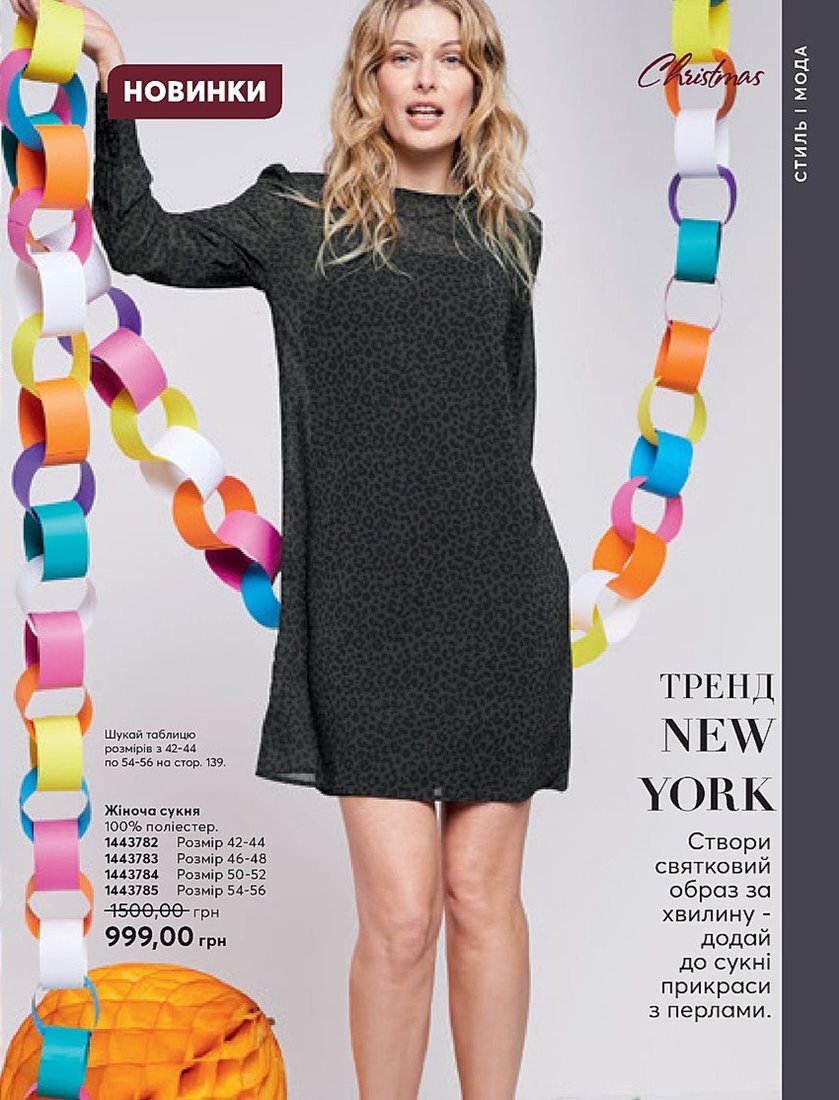 НОВИНКИ
Christmas
СТИЛЬ | МОДА
Шукай таблицю
розмірів з 42-44
по 54-56 на стор. 139.
Жіноча сукня
100% поліестер.
1443782 Розмір 42-44
1443783 Розмір 46-48
1443784 Розмір 50-52
1443785 Розмір 54-56
1500,00 грн
999,00 грн
ТРЕНД
NEW
YORK
Створи
святковий
образ за
хвилину -
додай
до сукні
прикраси
з перлами.